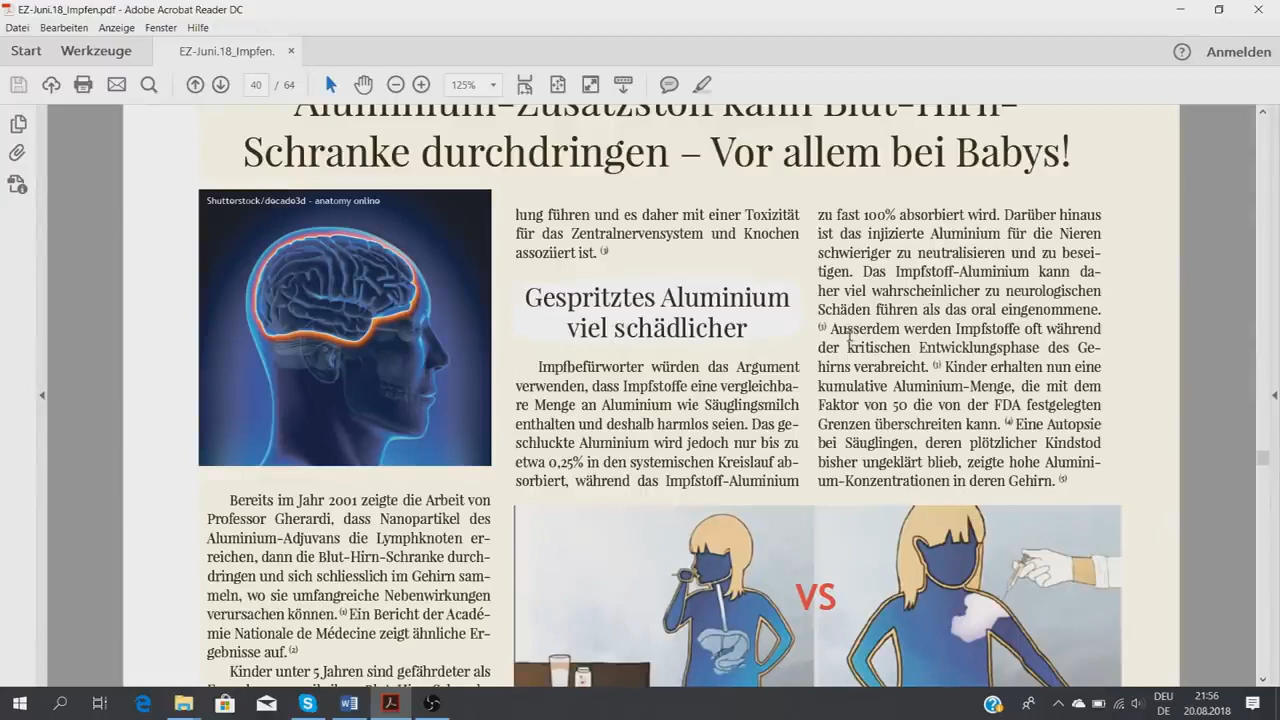 EZ-Juni.18_Impfen.pdf - Adobe Acrobat Reader DC
Datei Bearbeiten Anzeige Fenster Hilfe
Start Werkzeuge EZ-Juni.18_Impfen. × Anmelden
40 / 64 125%
Aluminium-Zusatzstoff kann Blut-Hirn-
Schranke durchdringen – Vor allem bei Babys!
Shutterstock/decade3d - anatomy online
Bereits im Jahr 2001 zeigte die Arbeit von
Professor Gherardi, dass Nanopartikel des
Aluminium-Adjuvans die Lymphknoten er-
reichen, dann die Blut-Hirn-Schranke durch-
dringen und sich schliesslich im Gehirn sam-
meln, wo sie umfangreiche Nebenwirkungen
verursachen können. (1) Ein Bericht der Acadé-
mie Nationale de Médecine zeigt ähnliche Er-
gebnisse auf. (2)
Kinder unter 5 Jahren sind gefährdeter als
lung führen und es daher mit einer Toxizität
für das Zentralnervensystem und Knochen
assoziiert ist. (3)
Gespritztes Aluminium
viel schädlicher
Impfbefürworter würden das Argument
verwenden, dass Impfstoffe eine vergleichba-
re Menge an Aluminium wie Säuglingsmilch
enthalten und deshalb harmlos seien. Das ge-
schluckte Aluminium wird jedoch nur bis zu
etwa 0,25% in den systemischen Kreislauf ab-
sorbiert, während das Impfstoff-Aluminium
zu fast 100% absorbiert wird. Darüber hinaus
ist das injizierte Aluminium für die Nieren
schwieriger zu neutralisieren und zu besei-
tigen. Das Impfstoff-Aluminium kann da-
her viel wahrscheinlicher zu neurologischen
Schäden führen als das oral eingenommene.
(3) Ausserdem werden Impfstoffe oft während
der kritischen Entwicklungsphase des Ge-
hirns verabreicht. (3) Kinder erhalten nun eine
kumulative Aluminium-Menge, die mit dem
Faktor von 50 die von der FDA festgelegten
Grenzen überschreiten kann. (4) Eine Autopsie
bei Säuglingen, deren plötzlicher Kindstod
bisher ungeklärt blieb, zeigte hohe Alumini-
um-Konzentrationen in deren Gehirn. (5)
VS
DEU 21:56
DE 20.08.2018